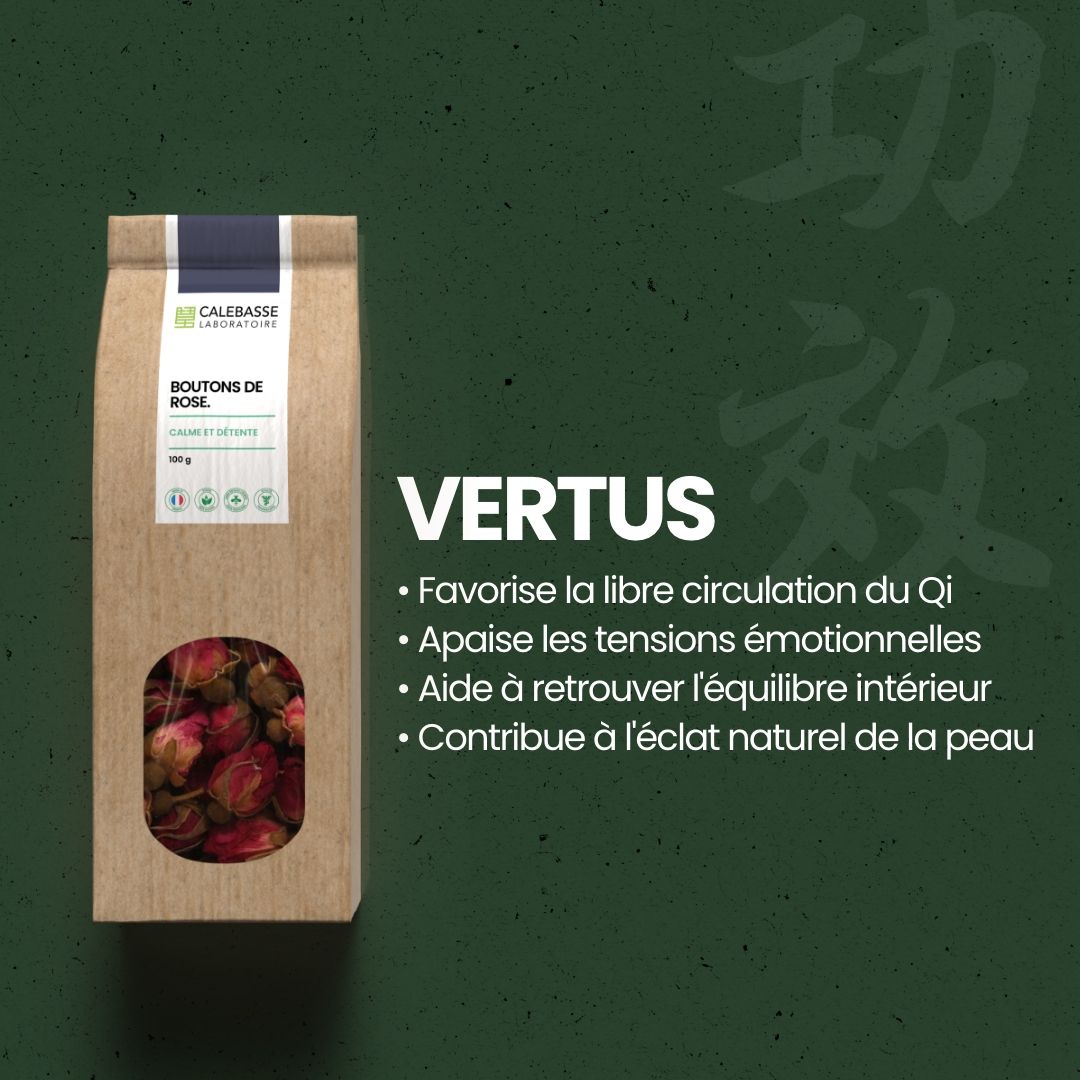 功
效
CALEBASSE
LABORATOIRE
BOUTONS DE
ROSE.
CALME ET DÉTENTE
100 g
VERTUS
• Favorise la libre circulation du Qi
• Apaise les tensions émotionnelles
• Aide à retrouver l'équilibre intérieur
• Contribue à l'éclat naturel de la peau